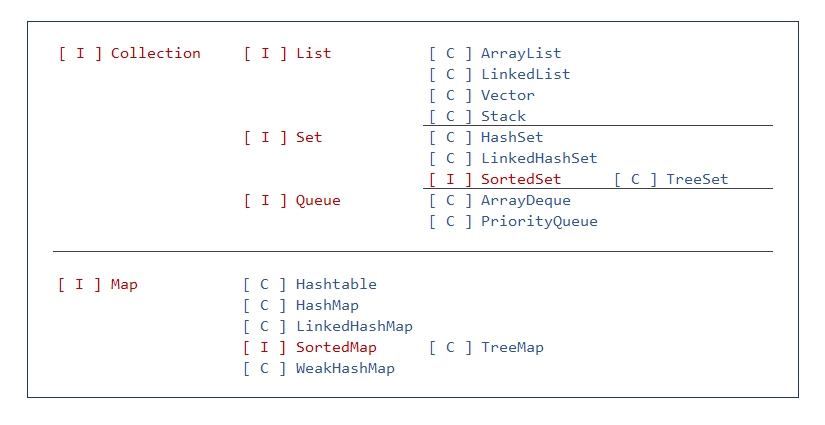 [ I ] Collection [ I ] List [ C ] ArrayList
[ C ] LinkedList
[ C ] Vector
[ C ] Stack
[ I ] Set [ C ] HashSet
[ C ] LinkedHashSet
[ I ] SortedSet [ C ] TreeSet
[ I ] Queue [ C ] ArrayDeque
[ C ] PriorityQueue
[ I ] Map [ C ] Hashtable
[ C ] HashMap
[ C ] LinkedHashMap
[ I ] SortedMap [ C ] TreeMap
[ C ] WeakHashMap